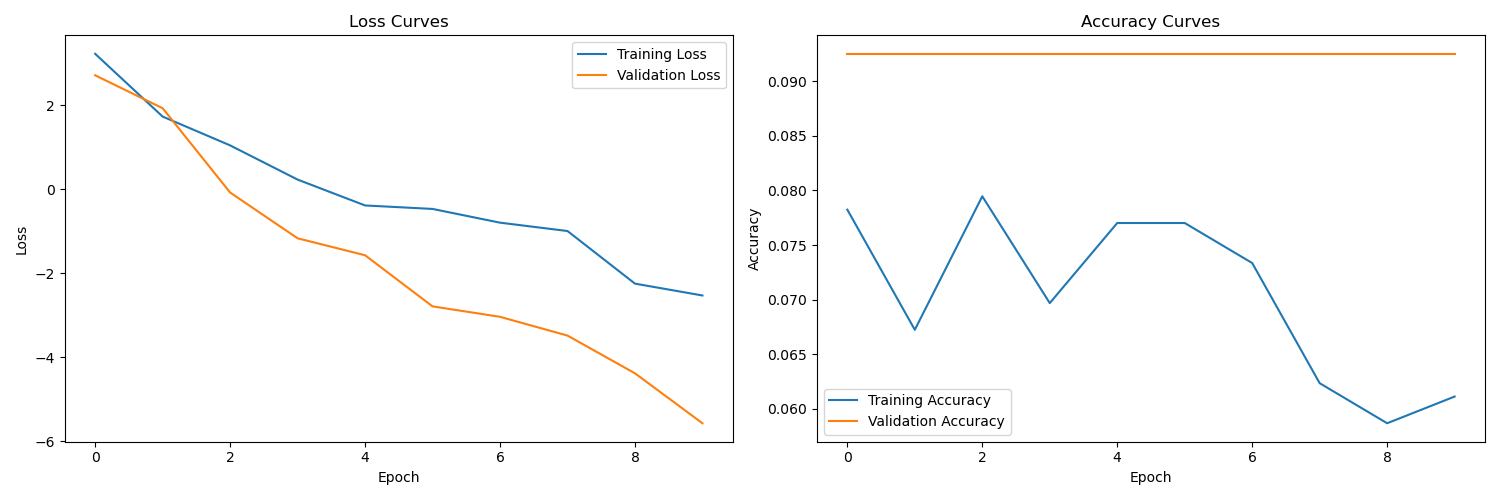 Loss Curves
Training Loss
Validation Loss
2
0
−2
−4
−6
Loss
0
2
4
6
8
Epoch
Accuracy Curves
0.090
0.085
0.080
0.075
0.070
0.065
0.060
Accuracy
Training Accuracy
Validation Accuracy
0
2
4
6
8
Epoch